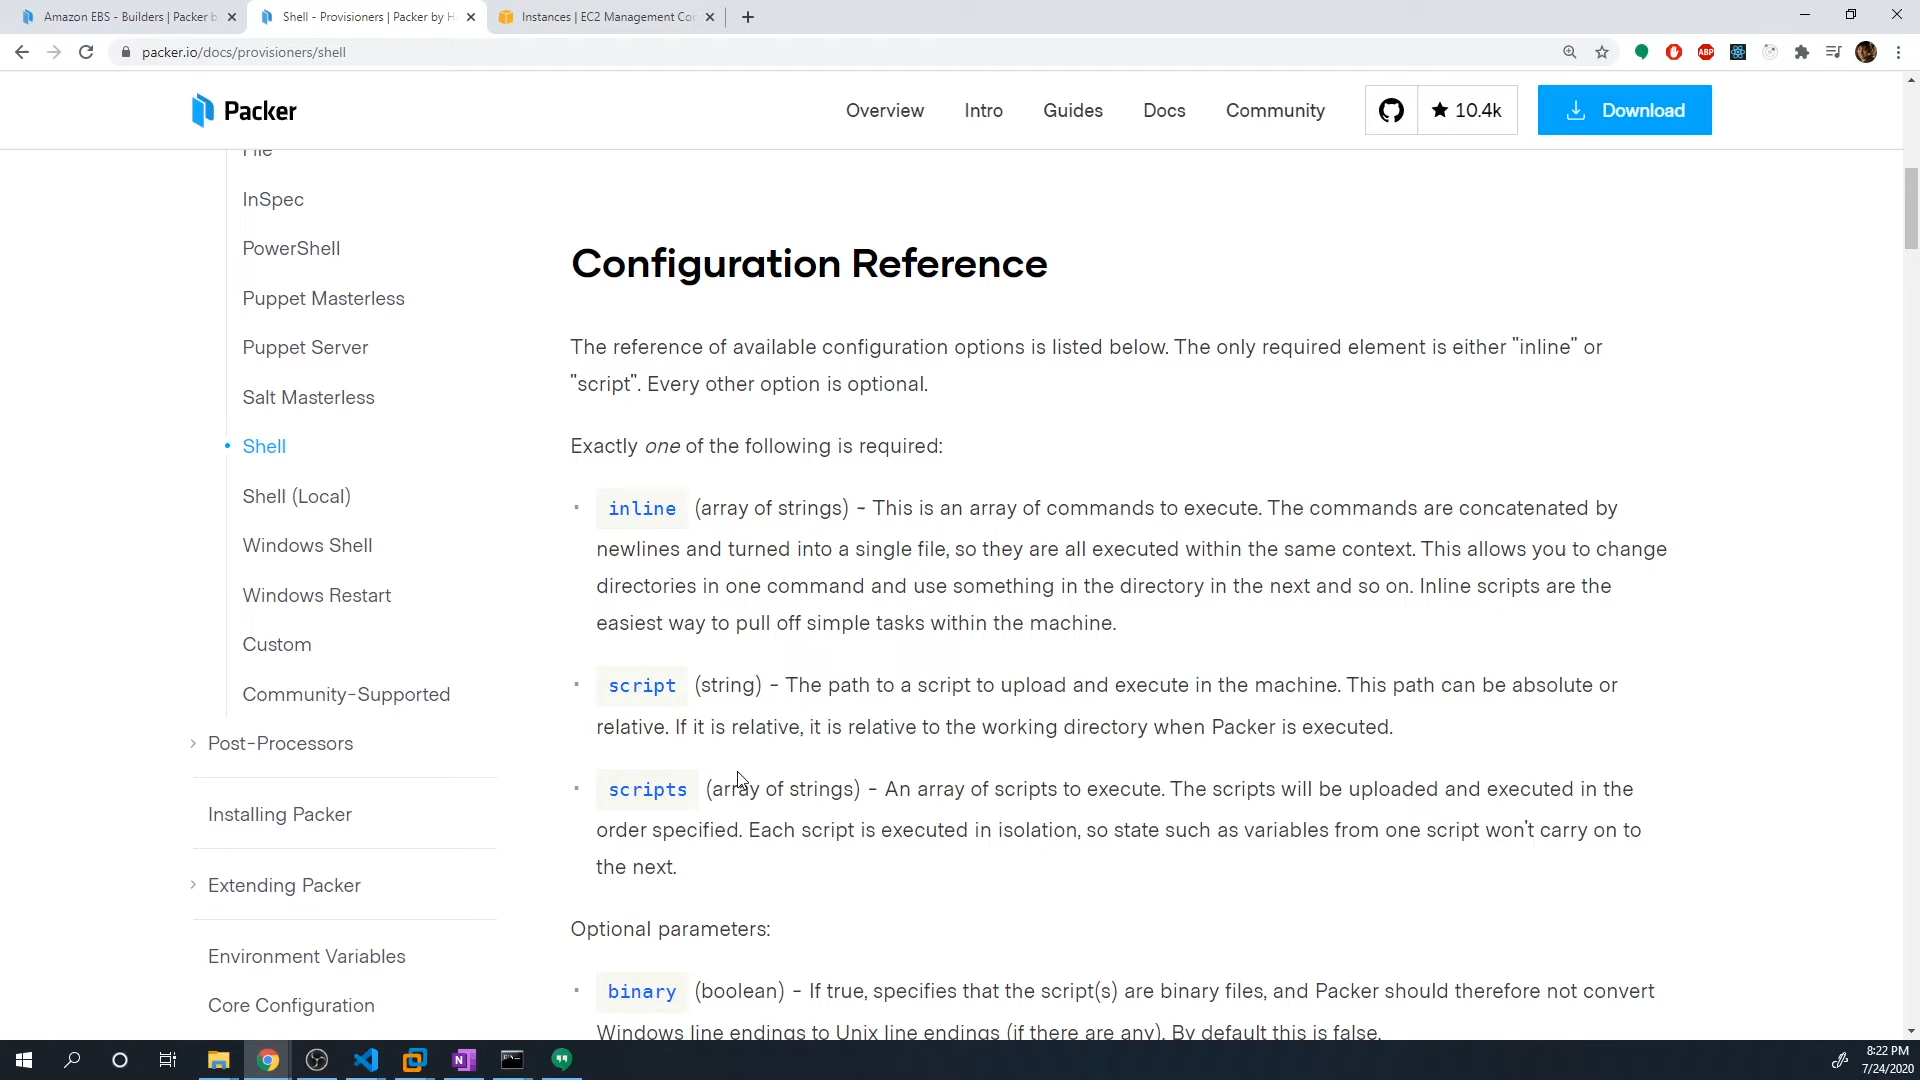 Amazon EBS - Builders | Packer b
Shell - Provisioners | Packer by H
Instances | EC2 Management Con
packer.io/docs/provisioners/shell
ABP
Packer
Overview
Intro
Guides
Docs
Community
10.4k
Download
File
InSpec
PowerShell
Puppet Masterless
Puppet Server
Salt Masterless
Shell
Shell (Local)
Windows Shell
Windows Restart
Custom
Community-Supported
Post-Processors
Installing Packer
Extending Packer
Environment Variables
Core Configuration
Configuration Reference
The reference of available configuration options is listed below. The only required element is either "inline" or
"script". Every other option is optional.
Exactly one of the following is required:
inline (array of strings) - This is an array of commands to execute. The commands are concatenated by
newlines and turned into a single file, so they are all executed within the same context. This allows you to change
directories in one command and use something in the directory in the next and so on. Inline scripts are the
easiest way to pull off simple tasks within the machine.
script (string) - The path to a script to upload and execute in the machine. This path can be absolute or
relative. If it is relative, it is relative to the working directory when Packer is executed.
scripts (array of strings) - An array of scripts to execute. The scripts will be uploaded and executed in the
order specified. Each script is executed in isolation, so state such as variables from one script won't carry on to
the next.
Optional parameters:
binary (boolean) - If true, specifies that the script(s) are binary files, and Packer should therefore not convert
Windows line endings to Unix line endings (if there are any). By default this is false.
8:22 PM
7/24/2020